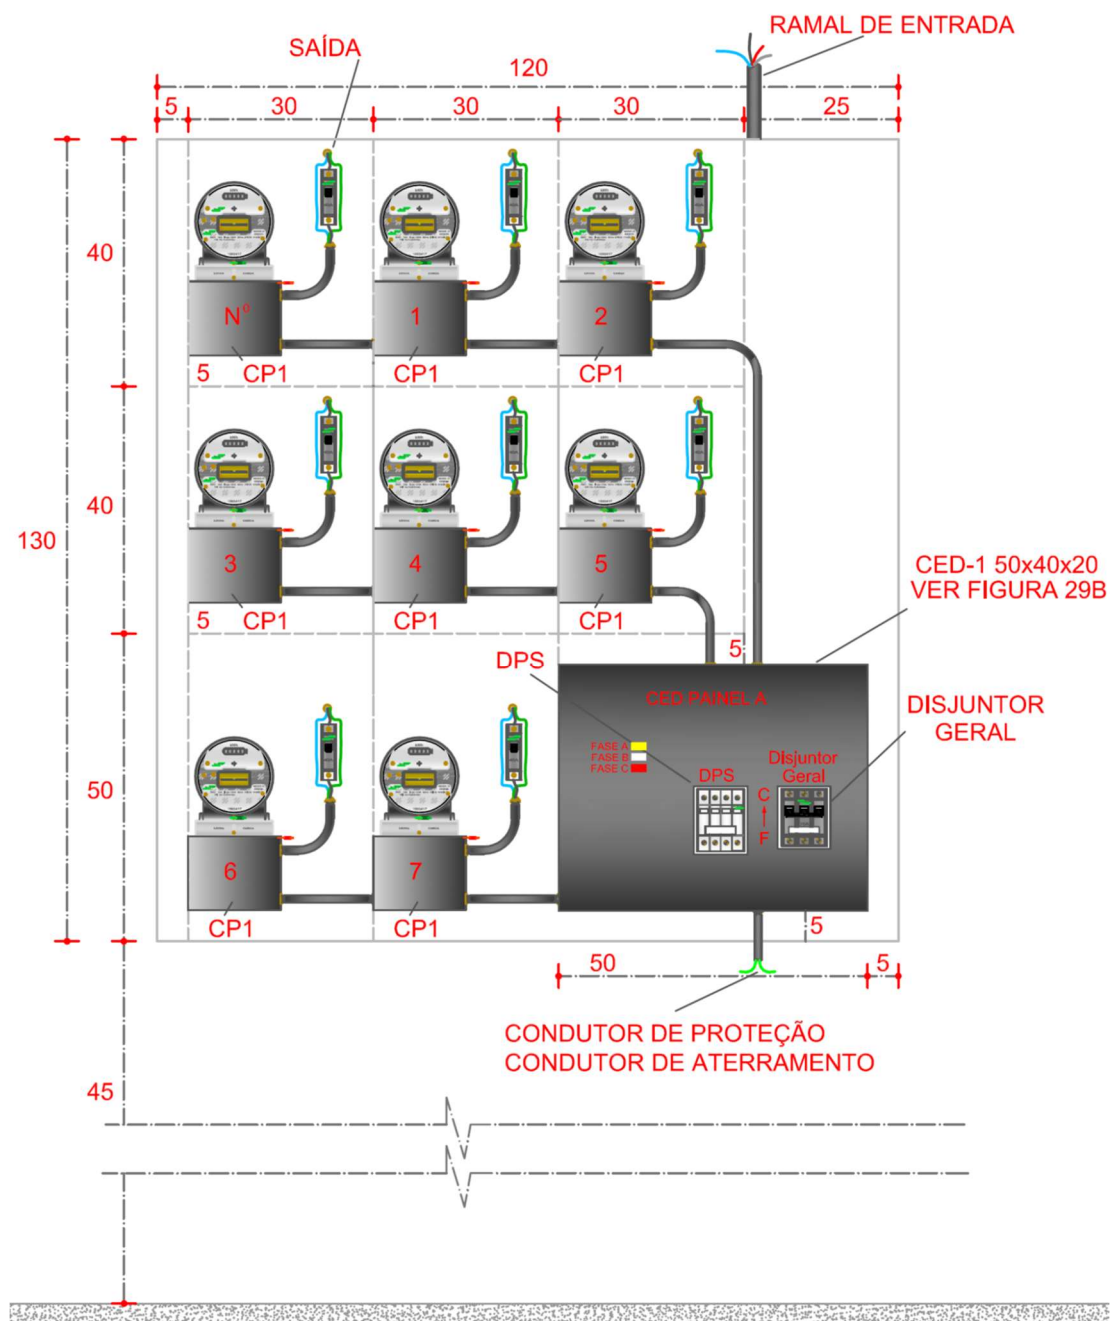 RAMAL DE ENTRADA
SAÍDA
120
5 30 30 30 25
40
Nº 1 2
5 CP1 CP1 CP1
40
130
3 4 5
5 CP1 CP1 CP1
CED-1 50x40x20
VER FIGURA 29B
5
DPS
CED PAINEL A
DISJUNTOR
GERAL
FASE A
FASE B
FASE C
DPS
Disjuntor
Geral
C
F
50
6 7
CP1 CP1
5
50 5
CONDUTOR DE PROTEÇÃO
CONDUTOR DE ATERRAMENTO
45